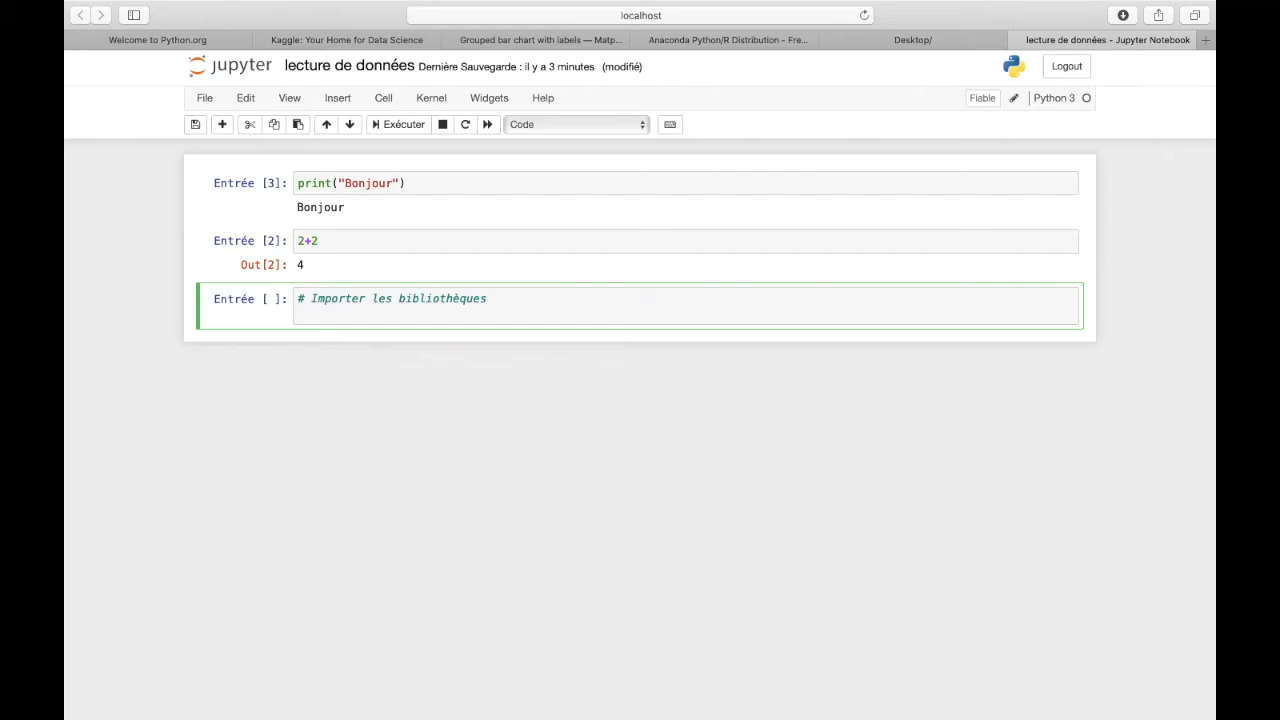 localhost
Welcome to Python.org
Kaggle: Your Home for Data Science
Grouped bar chart with labels — Matp...
Anaconda Python/R Distribution - Fre...
Desktop/
lecture de données - Jupyter Notebook
jupyter lecture de données Dernière Sauvegarde : il y a 3 minutes (modifié)
Logout
File Edit View Insert Cell Kernel Widgets Help
Fiable Python 3
Exécuter Code
Entrée [3]: print("Bonjour")
Bonjour
Entrée [2]: 2+2
Out[2]: 4
Entrée [ ]: # Importer les bibliothèques